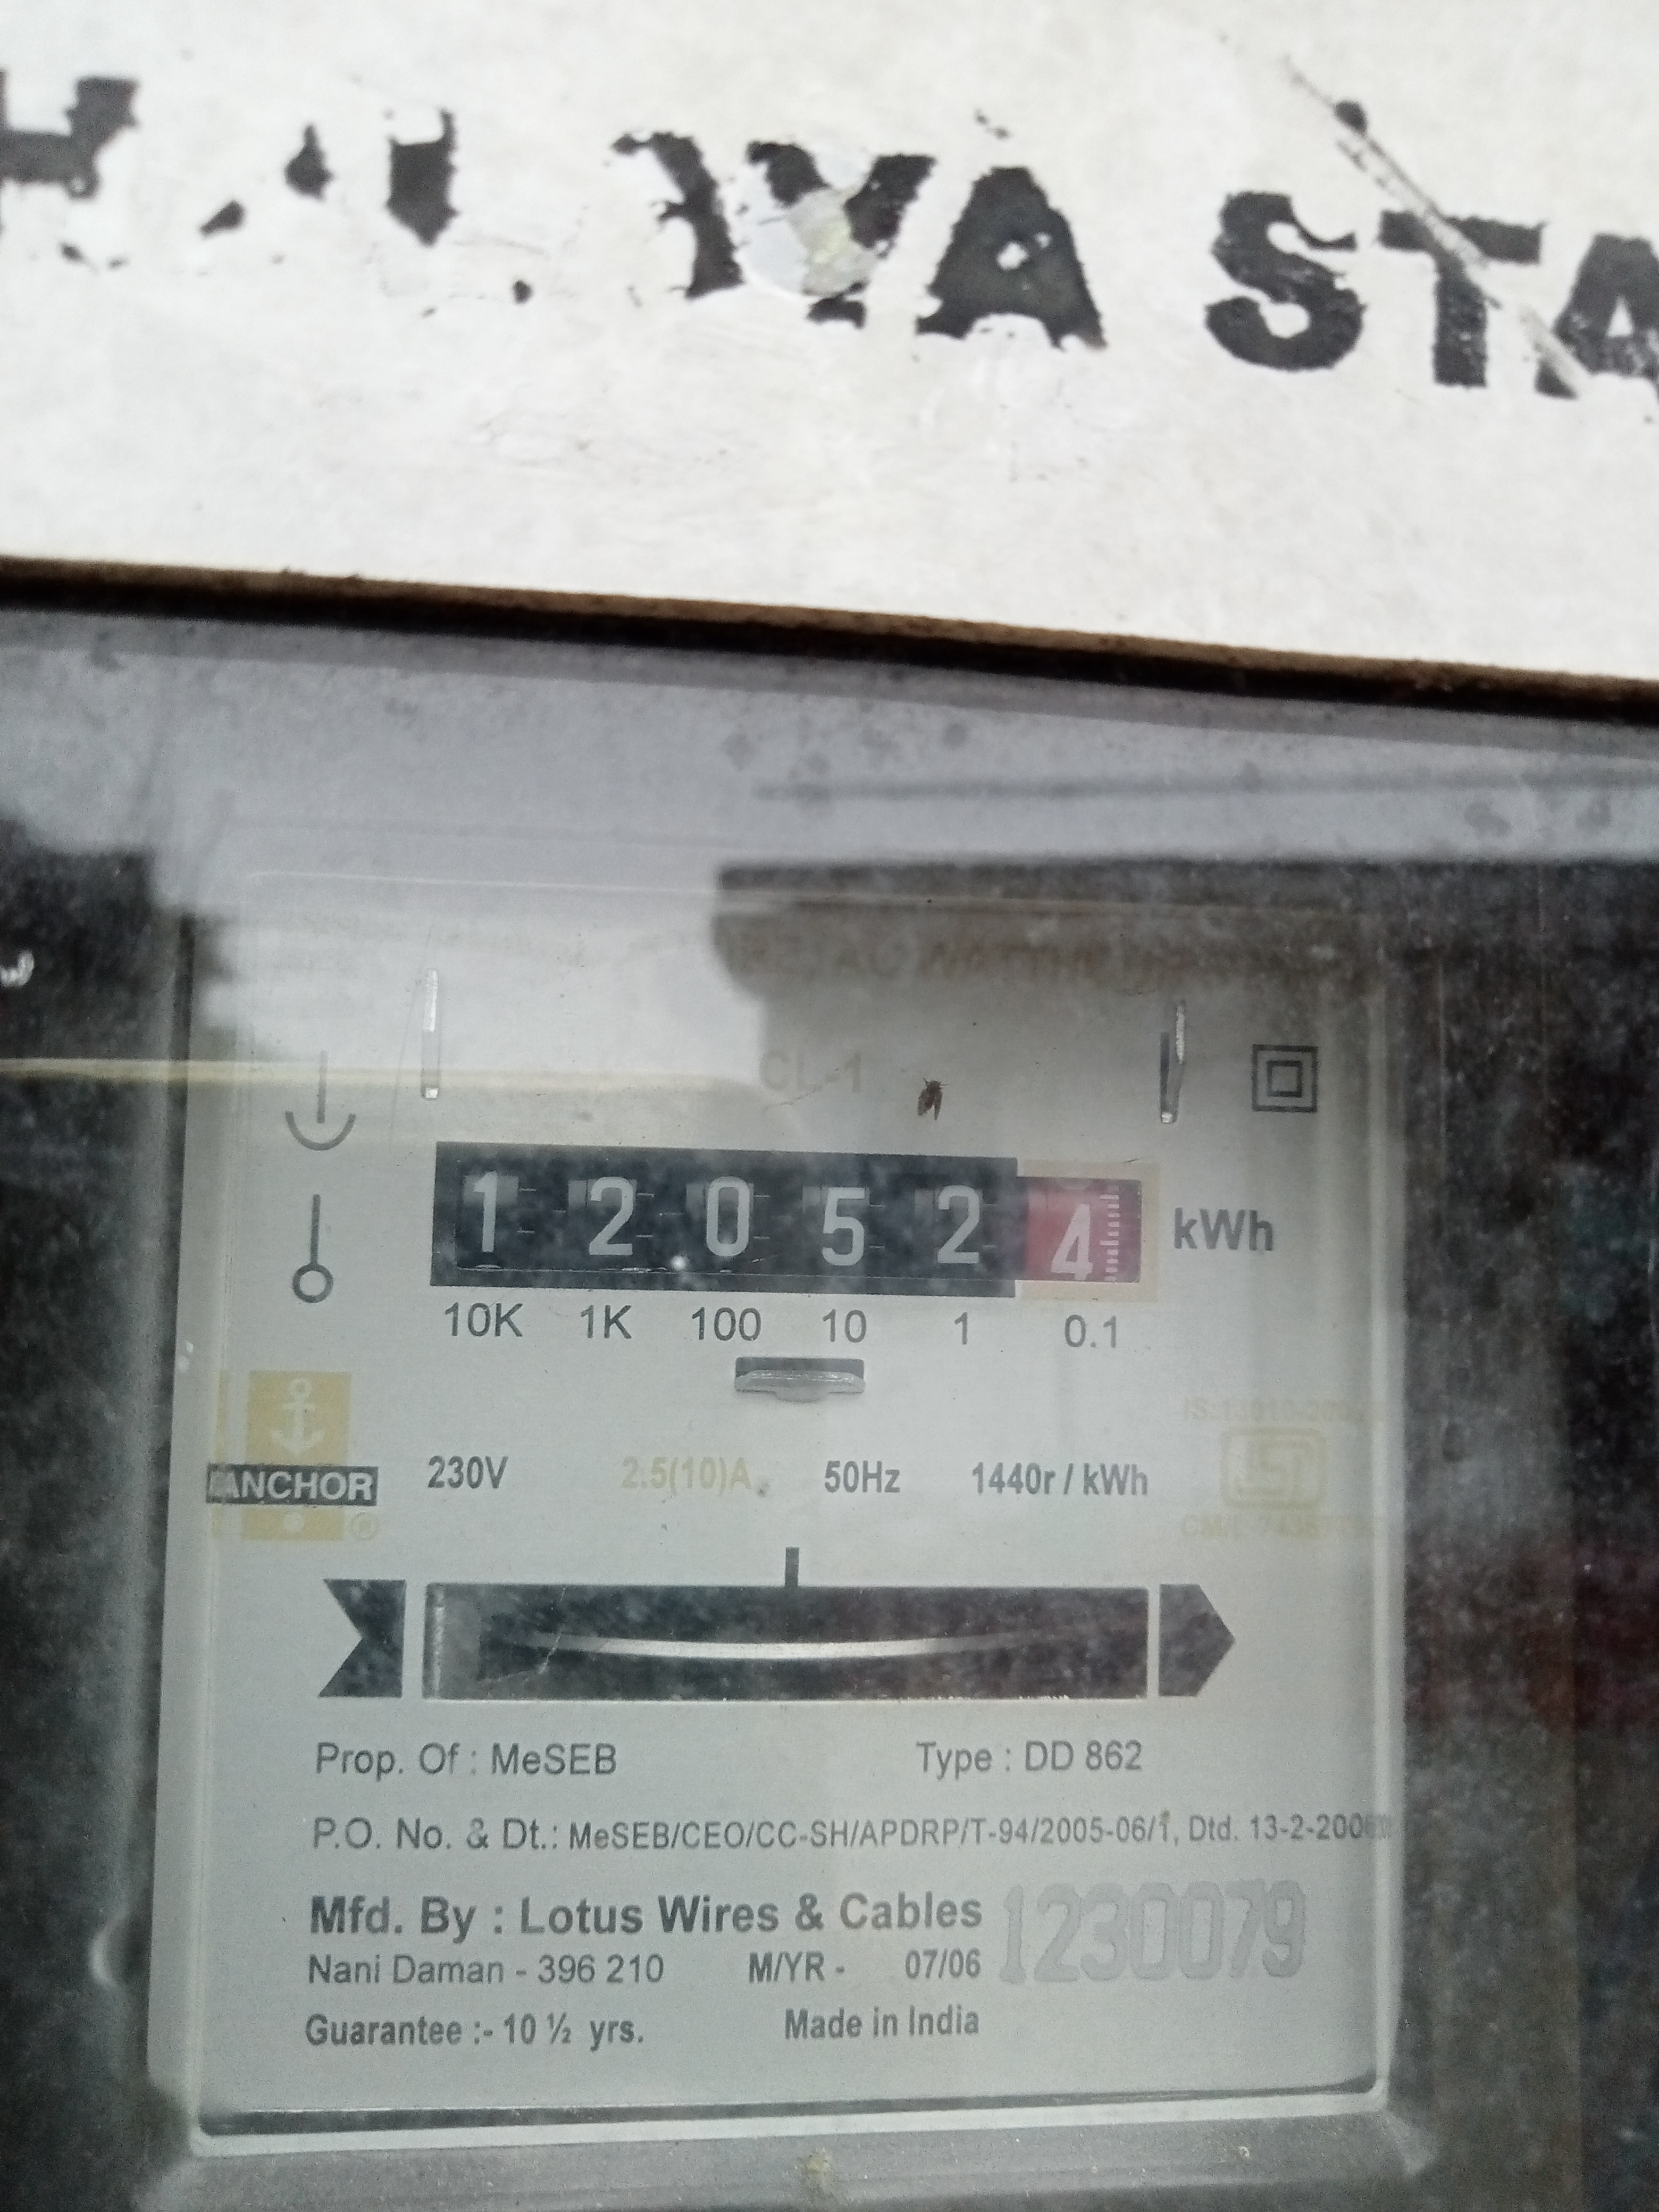 YA STA
CL-1
1 2 0 5 2 4 kWh
10K 1K 100 10 1 0.1
ANCHOR
®
230V 2.5(10)A. 50Hz 1440r / kWh
Prop. Of : MeSEB Type : DD 862
P.O. No. & Dt.: MeSEB/CEO/CC-SH/APDRP/T-94/2005-06/1, Dtd. 13-2-2006
Mfd. By : Lotus Wires & Cables 1230079
Nani Daman - 396 210 M/YR - 07/06
Guarantee :- 10 ½ yrs. Made in India